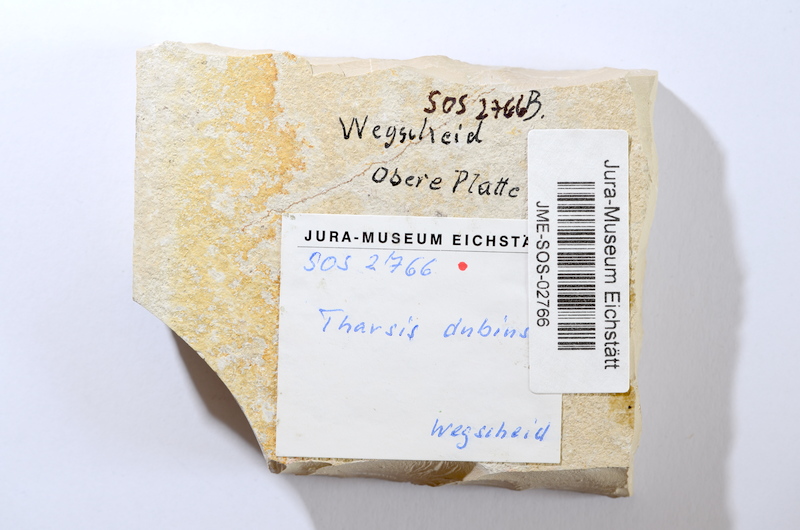 SOS 2766B.
Wegscheid
Obere Platte
JURA-MUSEUM EICHSTÄ
SOS 2766
Tharsis dubius
Wegscheid
Jura-Museum Eichstätt
JME-SOS-02766